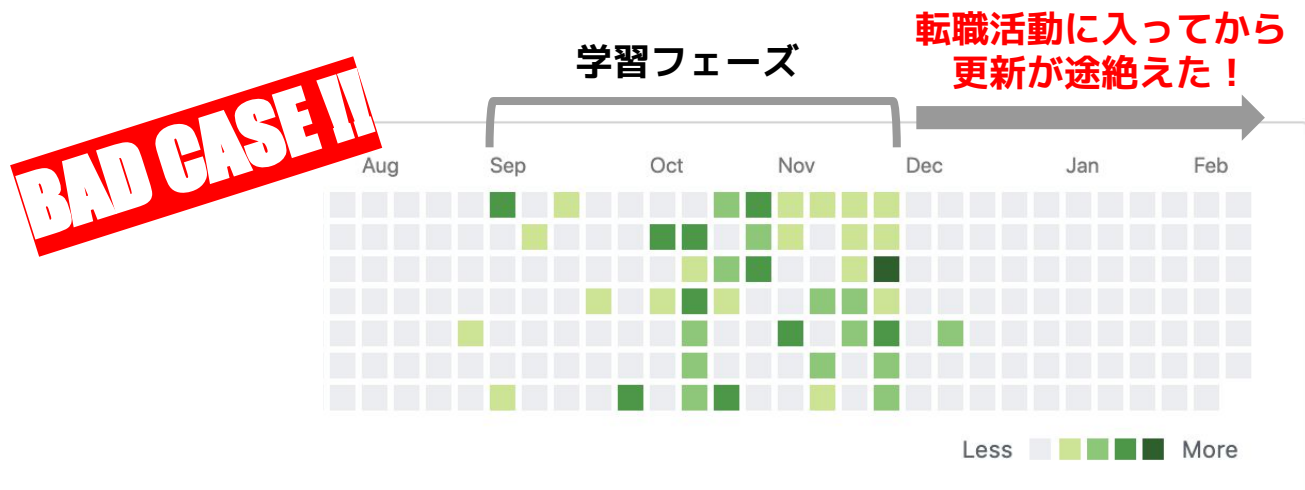 転職活動に入ってから
更新が途絶えた！
学習フェーズ
BAD CASE !!
Aug Sep Oct Nov Dec Jan Feb
Less More